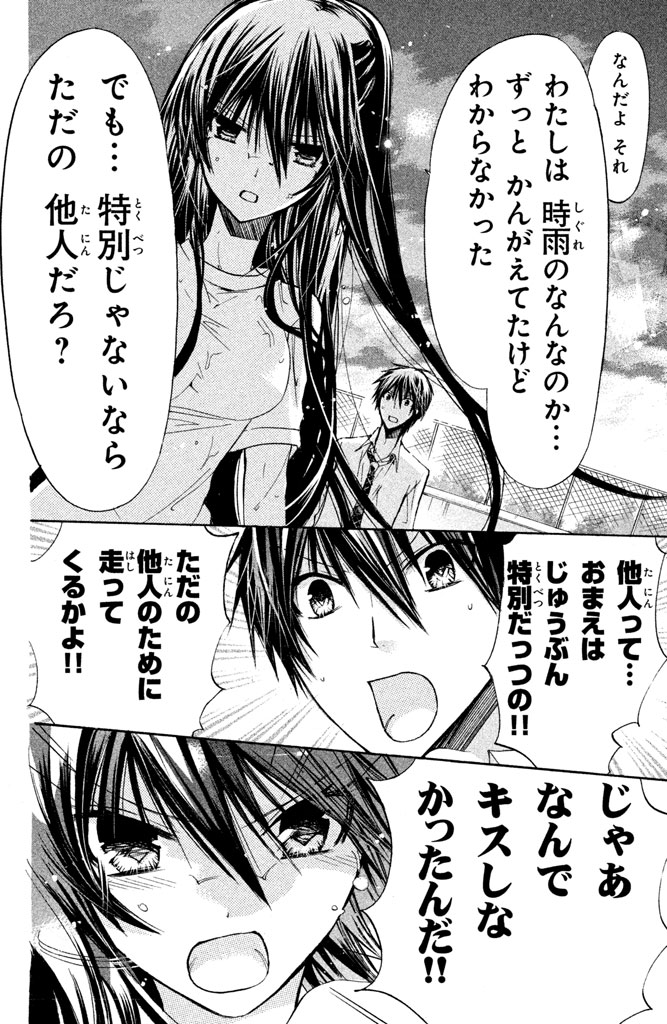 なんだよ それ
わたしは 時雨のなんなのか…
ずっと かんがえてたけど
わからなかった
でも… 特別じゃないなら
ただの 他人だろ？
他人って…
おまえは
じゅうぶん
特別だっつの!!
ただの
他人のために
走って
くるかよ!!
じゃあ
なんで
キスしな
かったんだ!!